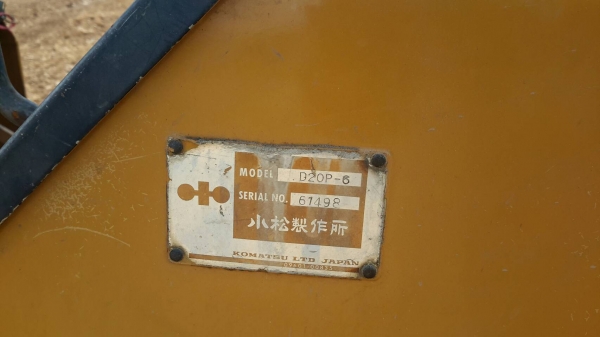 MODEL D20P-6
SERIAL NO. 61498
小松製作所
KOMATSU LTD JAPAN